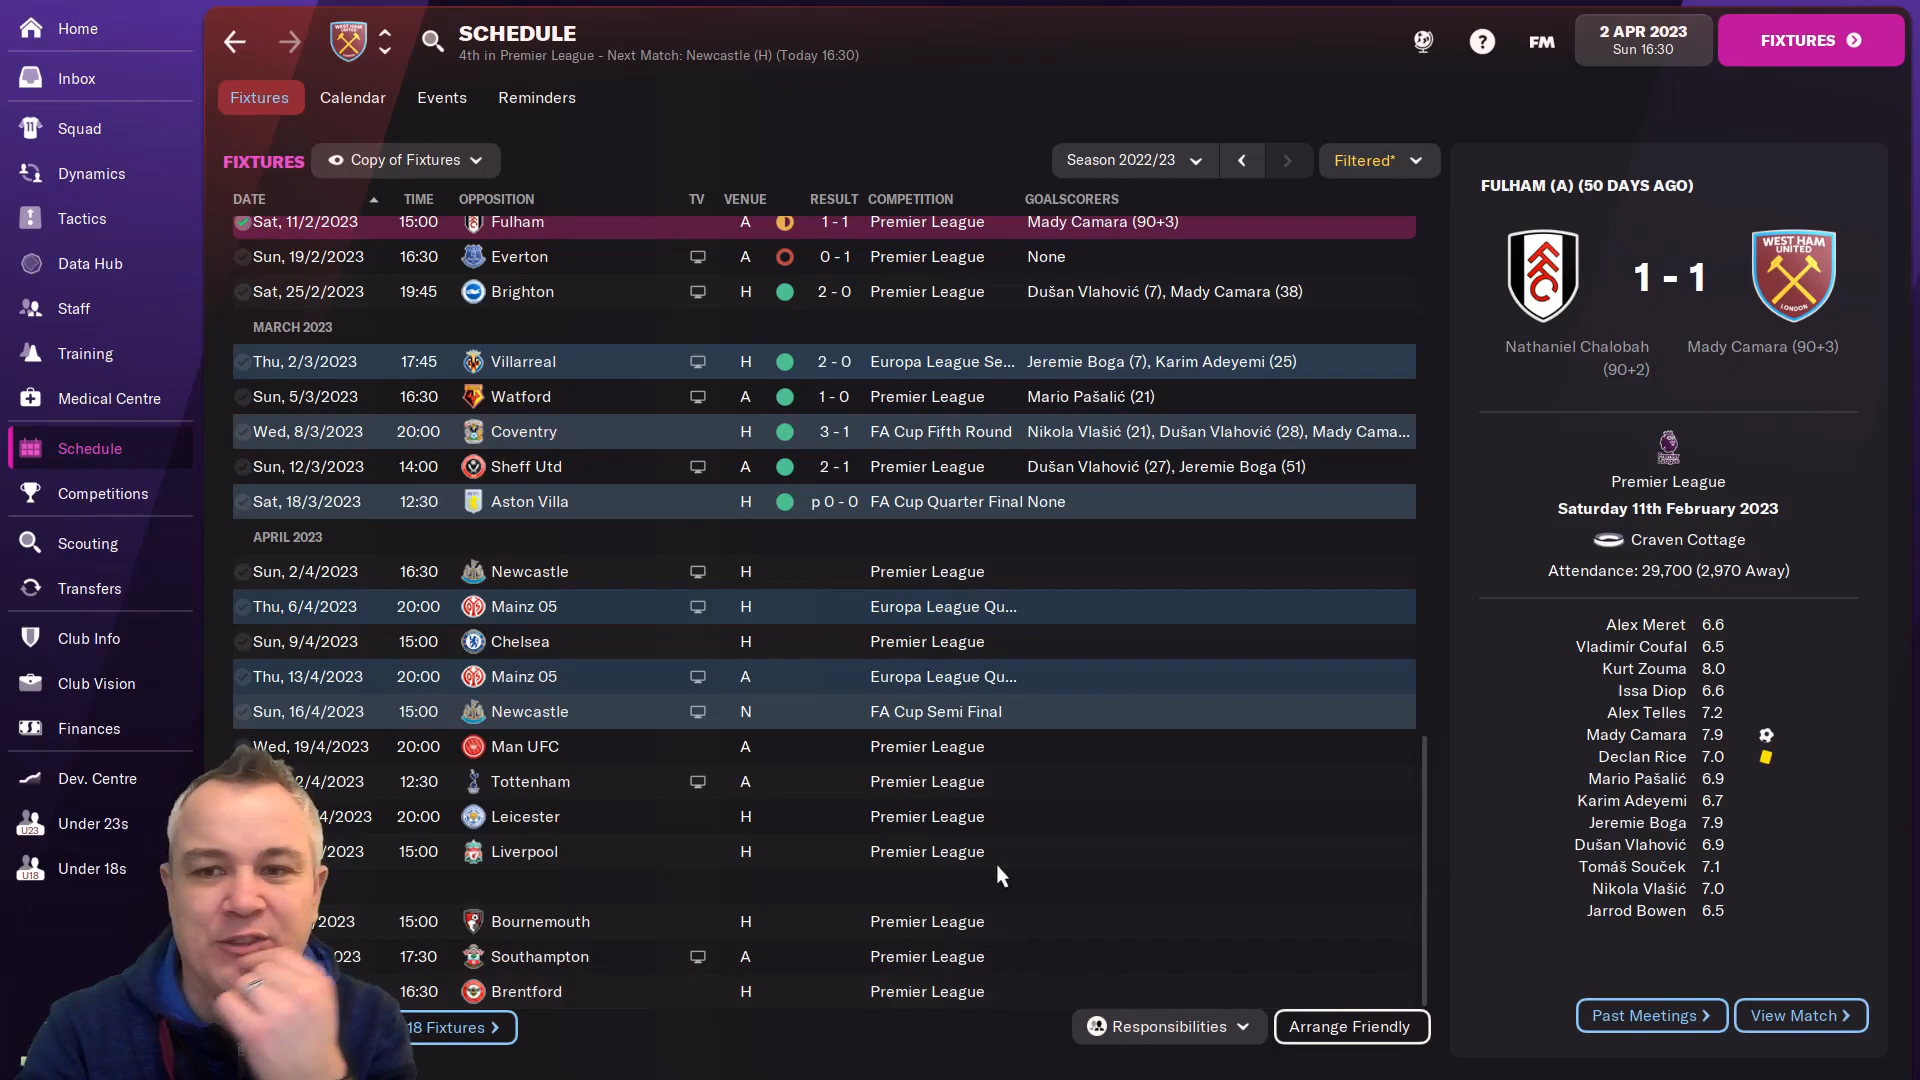 Home
Inbox
Squad
Dynamics
Tactics
Data Hub
Staff
Training
Medical Centre
Schedule
Competitions
Scouting
Transfers
Club Info
Club Vision
Finances
Dev. Centre
U23 Under 23s
U18 Under 18s
WEST HAM UNITED
SCHEDULE
4th in Premier League - Next Match: Newcastle (H) (Today 16:30)
FM
2 APR 2023
Sun 16:30
FIXTURES
Fixtures Calendar Events Reminders
FIXTURES Copy of Fixtures Season 2022/23 Filtered*
DATE TIME OPPOSITION TV VENUE RESULT COMPETITION GOALSCORERS
Sat, 11/2/2023 15:00 Fulham A 1 - 1 Premier League Mady Camara (90+3)
Sun, 19/2/2023 16:30 Everton A 0 - 1 Premier League None
Sat, 25/2/2023 19:45 Brighton H 2 - 0 Premier League Dušan Vlahović (7), Mady Camara (38)
MARCH 2023
Thu, 2/3/2023 17:45 Villarreal H 2 - 0 Europa League Se... Jeremie Boga (7), Karim Adeyemi (25)
Sun, 5/3/2023 16:30 Watford A 1 - 0 Premier League Mario Pašalić (21)
Wed, 8/3/2023 20:00 Coventry H 3 - 1 FA Cup Fifth Round Nikola Vlašić (21), Dušan Vlahović (28), Mady Cama...
Sun, 12/3/2023 14:00 Sheff Utd A 2 - 1 Premier League Dušan Vlahović (27), Jeremie Boga (51)
Sat, 18/3/2023 12:30 Aston Villa H p 0 - 0 FA Cup Quarter Final None
APRIL 2023
Sun, 2/4/2023 16:30 Newcastle H Premier League
Thu, 6/4/2023 20:00 Mainz 05 H Europa League Qu...
Sun, 9/4/2023 15:00 Chelsea H Premier League
Thu, 13/4/2023 20:00 Mainz 05 A Europa League Qu...
Sun, 16/4/2023 15:00 Newcastle N FA Cup Semi Final
Wed, 19/4/2023 20:00 Man UFC A Premier League
2/4/2023 12:30 Tottenham A Premier League
4/2023 20:00 Leicester H Premier League
/2023 15:00 Liverpool H Premier League
/2023 15:00 Bournemouth H Premier League
023 17:30 Southampton A Premier League
16:30 Brentford H Premier League
18 Fixtures Responsibilities Arrange Friendly
FULHAM (A) (50 DAYS AGO)
1 - 1
WEST HAM UNITED
LONDON
Nathaniel Chalobah (90+2)
Mady Camara (90+3)
Premier League
Premier League
Saturday 11th February 2023
Craven Cottage
Attendance: 29,700 (2,970 Away)
Alex Meret 6.6
Vladimír Coufal 6.5
Kurt Zouma 8.0
Issa Diop 6.6
Alex Telles 7.2
Mady Camara 7.9
Declan Rice 7.0
Mario Pašalić 6.9
Karim Adeyemi 6.7
Jeremie Boga 7.9
Dušan Vlahović 6.9
Tomáš Souček 7.1
Nikola Vlašić 7.0
Jarrod Bowen 6.5
Past Meetings View Match